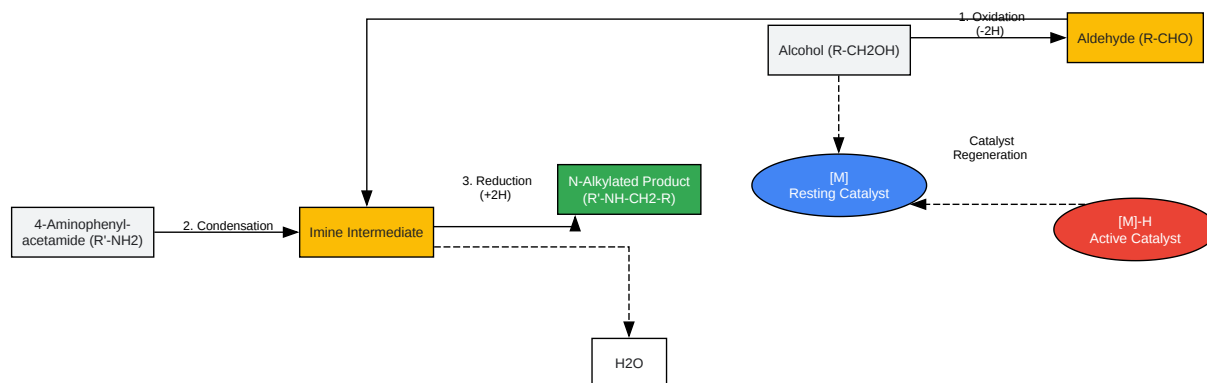 1. Oxidation
(-2H)
Alcohol (R-CH2OH)
Aldehyde (R-CHO)
Catalyst
Regeneration
[M]
Resting Catalyst
[M]-H
Active Catalyst
3. Reduction
(+2H)
N-Alkylated Product
(R'-NH-CH2-R)
4-Aminophenyl-
acetamide (R'-NH2)
2. Condensation
Imine Intermediate
H2O